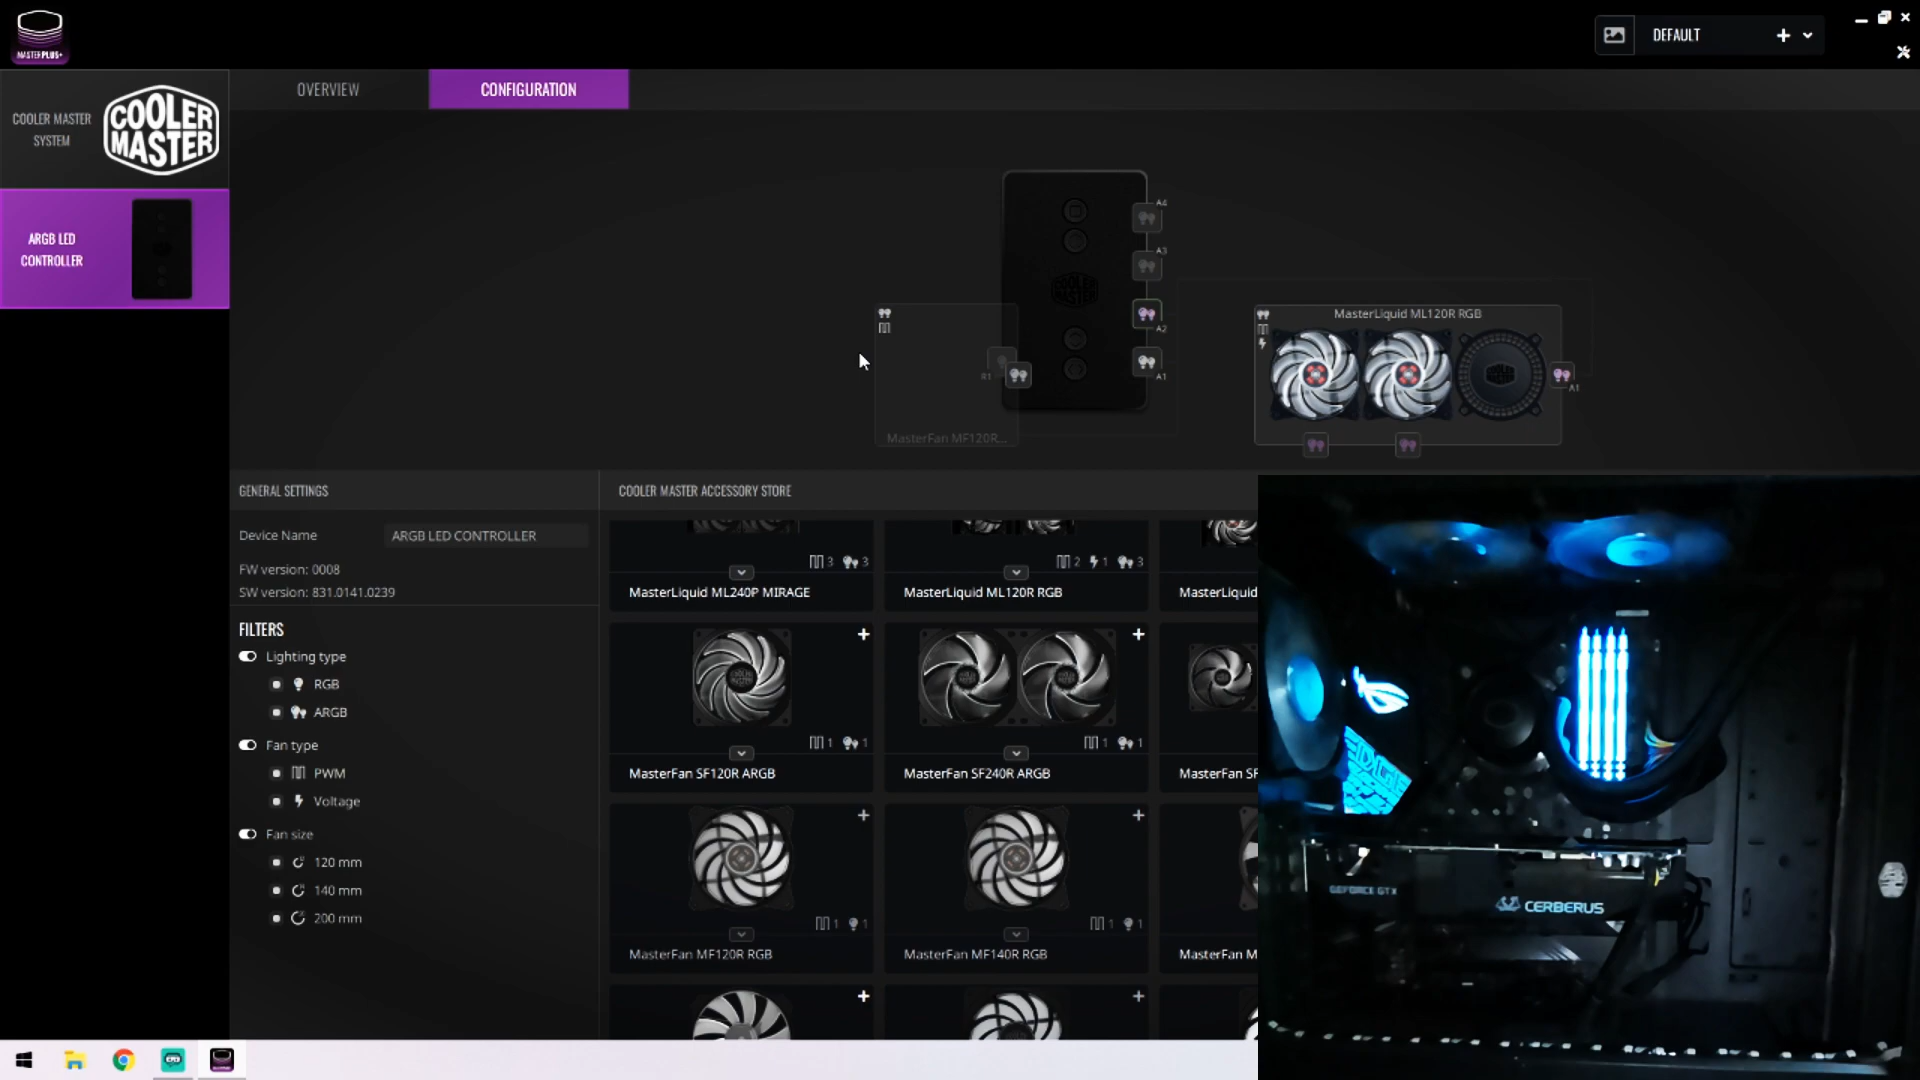 MASTERPLUS+
DEFAULT
COOLER MASTER
SYSTEM
COOLER
MASTER
ARGB LED
CONTROLLER
OVERVIEW
CONFIGURATION
A4
A3
A2
A1
R1
MasterFan MF120R...
COOLER
MASTER
MasterLiquid ML120R RGB
A1
GENERAL SETTINGS
Device Name
ARGB LED CONTROLLER
FW version: 0008
SW version: 831.0141.0239
FILTERS
Lighting type
RGB
ARGB
Fan type
PWM
Voltage
Fan size
120 mm
140 mm
200 mm
COOLER MASTER ACCESSORY STORE
3 3
MasterLiquid ML240P MIRAGE
2 1 3
MasterLiquid ML120R RGB
MasterLiquid
1 1
MasterFan SF120R ARGB
1 1
MasterFan SF240R ARGB
MasterFan SF
1 1
MasterFan MF120R RGB
1 1
MasterFan MF140R RGB
MasterFan M
EDGE
GEFORCE GTX
CERBERUS